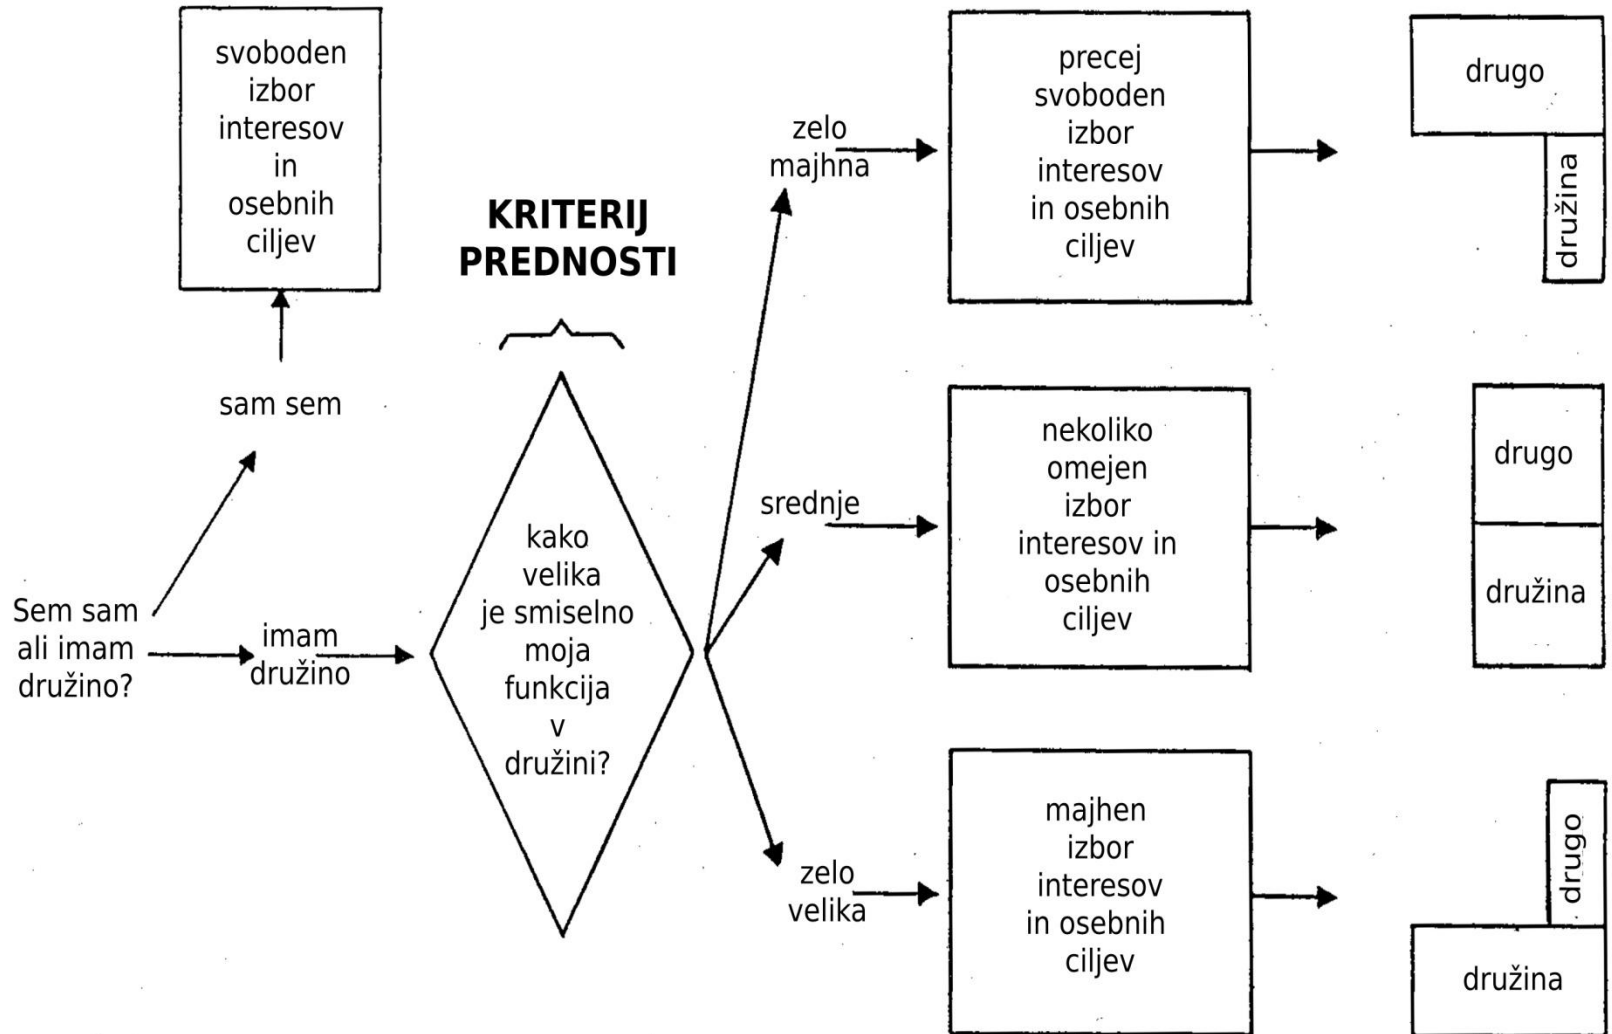 svoboden
izbor
interesov
in
osebnih
ciljev
sam sem
Sem sam
ali imam
družino?
imam
družino
KRITERIJ
PREDNOSTI
kako
velika
je smiselno
moja
funkcija
v
družini?
zelo
majhna
precej
svoboden
izbor
interesov
in osebnih
ciljev
drugo
družina
srednje
nekoliko
omejen
izbor
interesov in
osebnih
ciljev
drugo
družina
zelo
velika
majhen
izbor
interesov
in osebnih
ciljev
drugo
družina